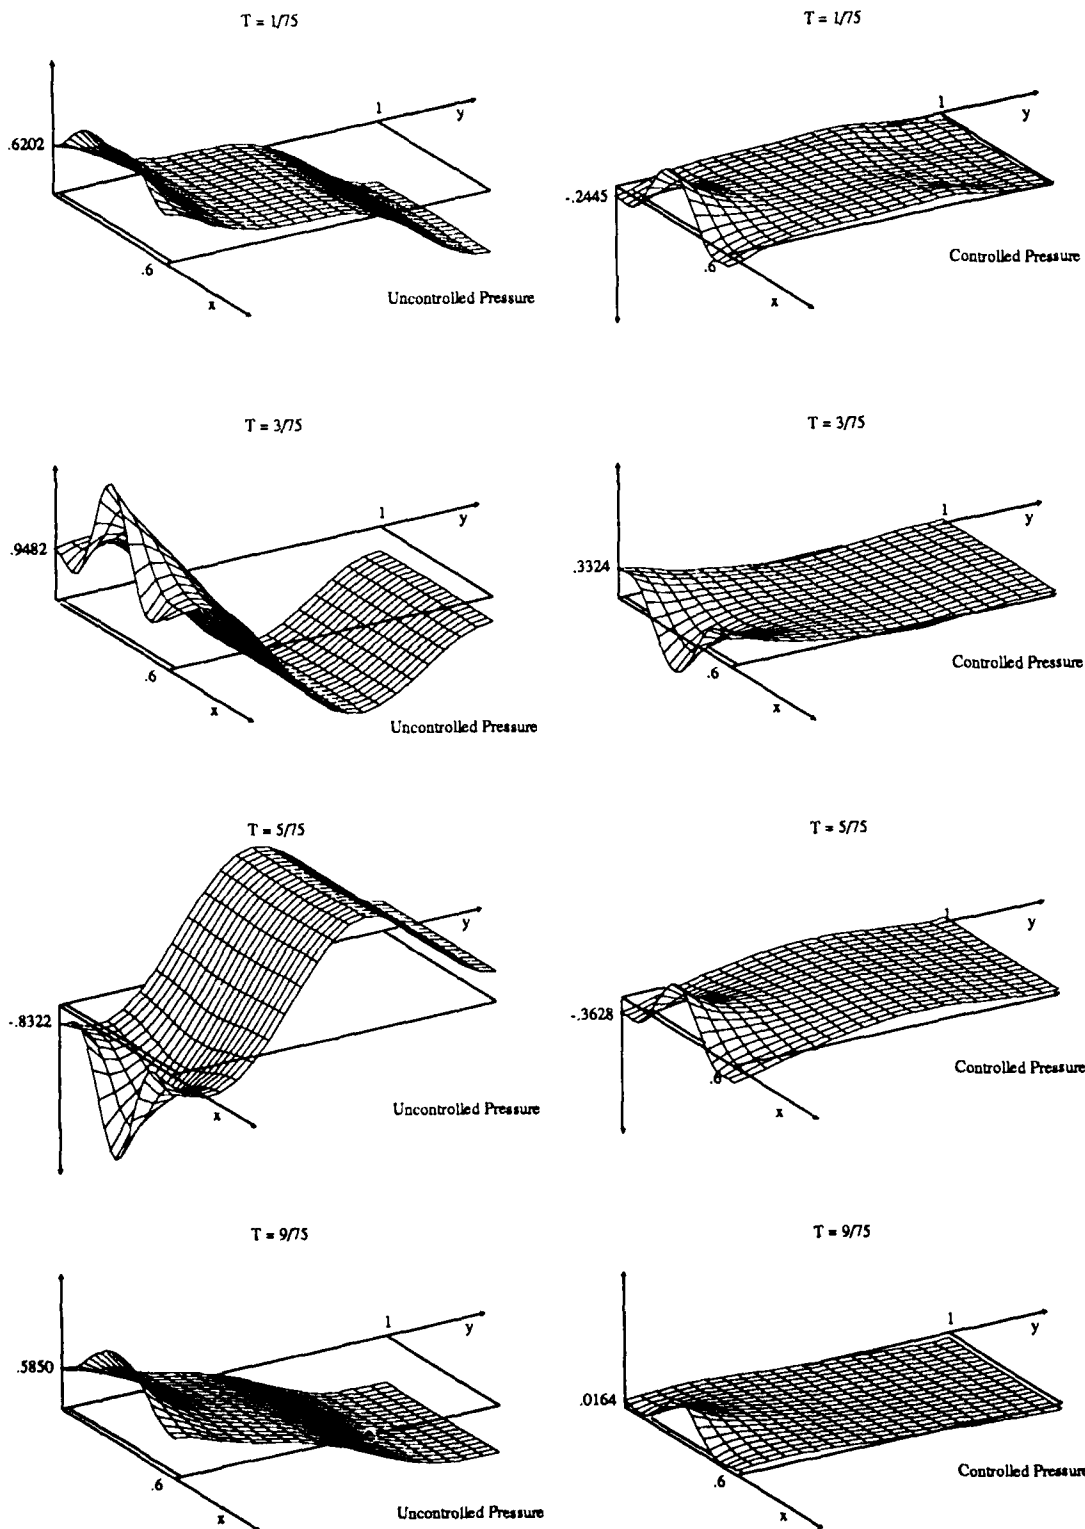 T = 1/75
.6202
1
y
.6
x
Uncontrolled Pressure
T = 1/75
-.2445
1
y
.6
x
Controlled Pressure
T = 3/75
.9482
1
y
.6
x
Uncontrolled Pressure
T = 3/75
.3324
1
y
.6
x
Controlled Pressure
T = 5/75
-.8322
y
x
Uncontrolled Pressure
T = 5/75
-.3628
1
y
.6
x
Controlled Pressure
T = 9/75
.5850
1
y
.6
x
Uncontrolled Pressure
T = 9/75
.0164
1
y
.6
x
Controlled Pressure